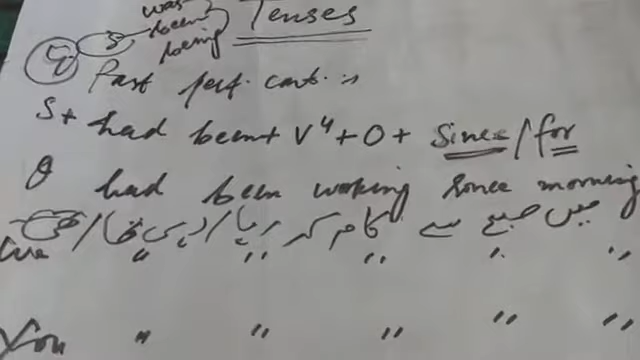 was
been
being
Tenses
Past perf. cont. is
S + had been + V⁴ + O + Since / for
I had been working since morning
میں صبح سے کام کر رہا / رہی تھا / تھی
We " " " " "
You " " " " "